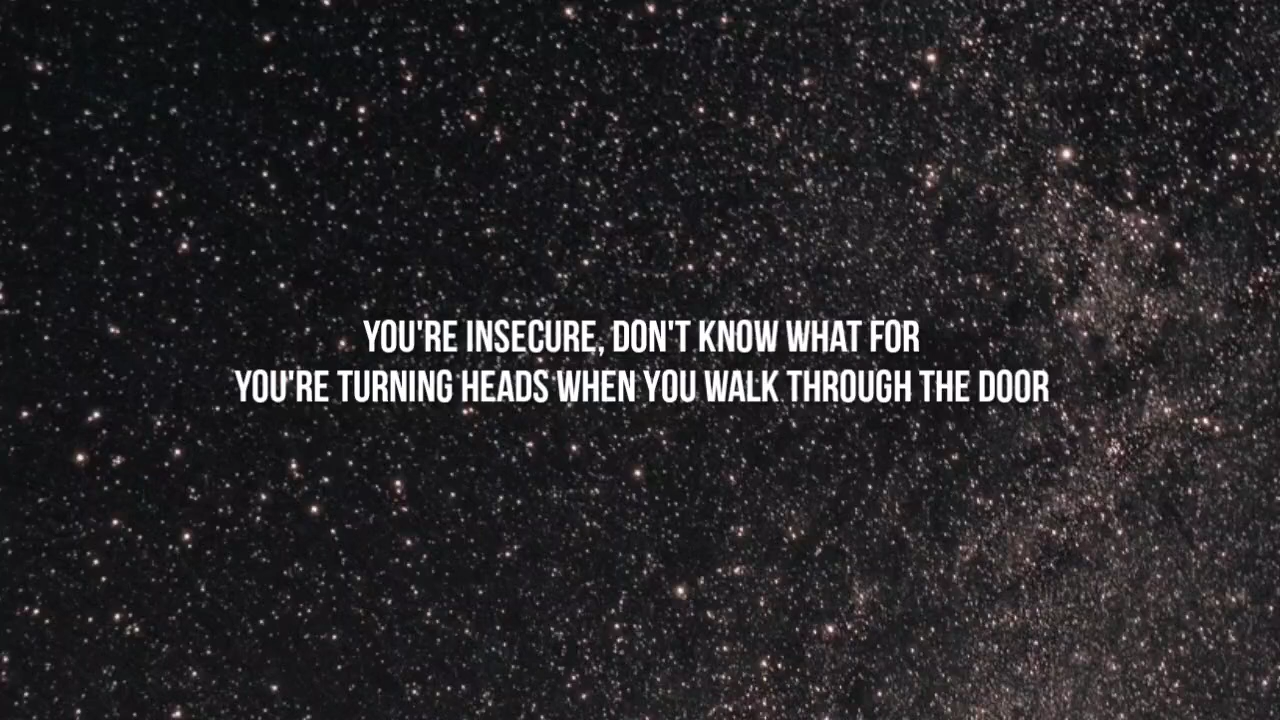 YOU'RE INSECURE, DON'T KNOW WHAT FOR
YOU'RE TURNING HEADS WHEN YOU WALK THROUGH THE DOOR